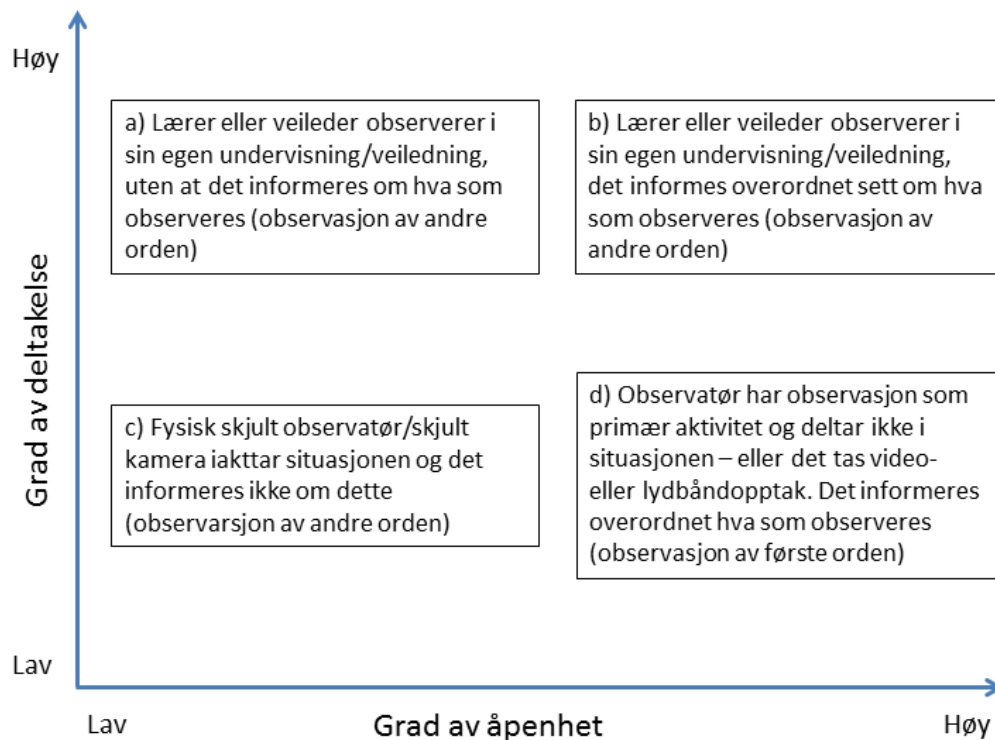 Høy
a) Lærer eller veileder observerer i
sin egen undervisning/veiledning,
uten at det informeres om hva som
observeres (observasjon av andre
orden)
b) Lærer eller veileder observerer i
sin egen undervisning/veiledning,
det informes overordnet sett om hva
som observeres (observasjon av
andre orden)
Grad av deltakelse
c) Fysisk skjult observatør/skjult
kamera iakttar situasjonen og det
informeres ikke om dette
(observarsjon av andre orden)
d) Observatør har observasjon som
primær aktivitet og deltar ikke i
situasjonen – eller det tas video-
eller lydbåndopptak. Det informeres
overordnet hva som observeres
(observasjon av første orden)
Lav
Lav
Grad av åpenhet
Høy